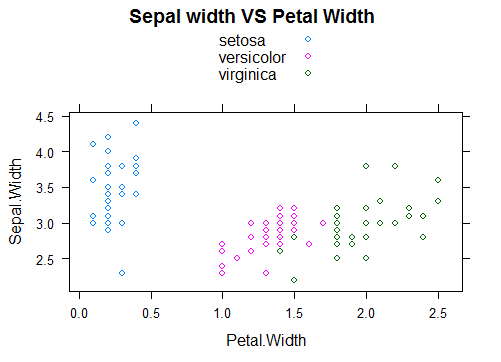 Sepal width VS Petal Width
setosa
versicolor
virginica
4.5
4.0
3.5
3.0
2.5
Sepal.Width
0.0 0.5 1.0 1.5 2.0 2.5
Petal.Width